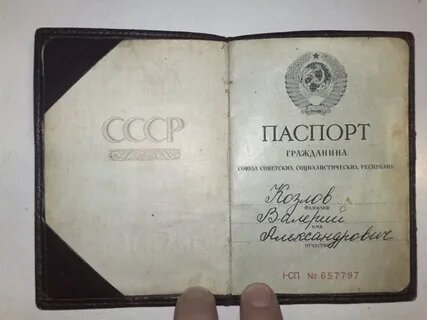 СССР
ПАСПОРТ
ГРАЖДАНИНА
СОЮЗА СОВЕТСКИХ СОЦИАЛИСТИЧЕСКИХ РЕСПУБЛИК
Козлов
ФАМИЛИЯ
Валерий
ИМЯ
Александрович
ОТЧЕСТВО
I-СП № 657797